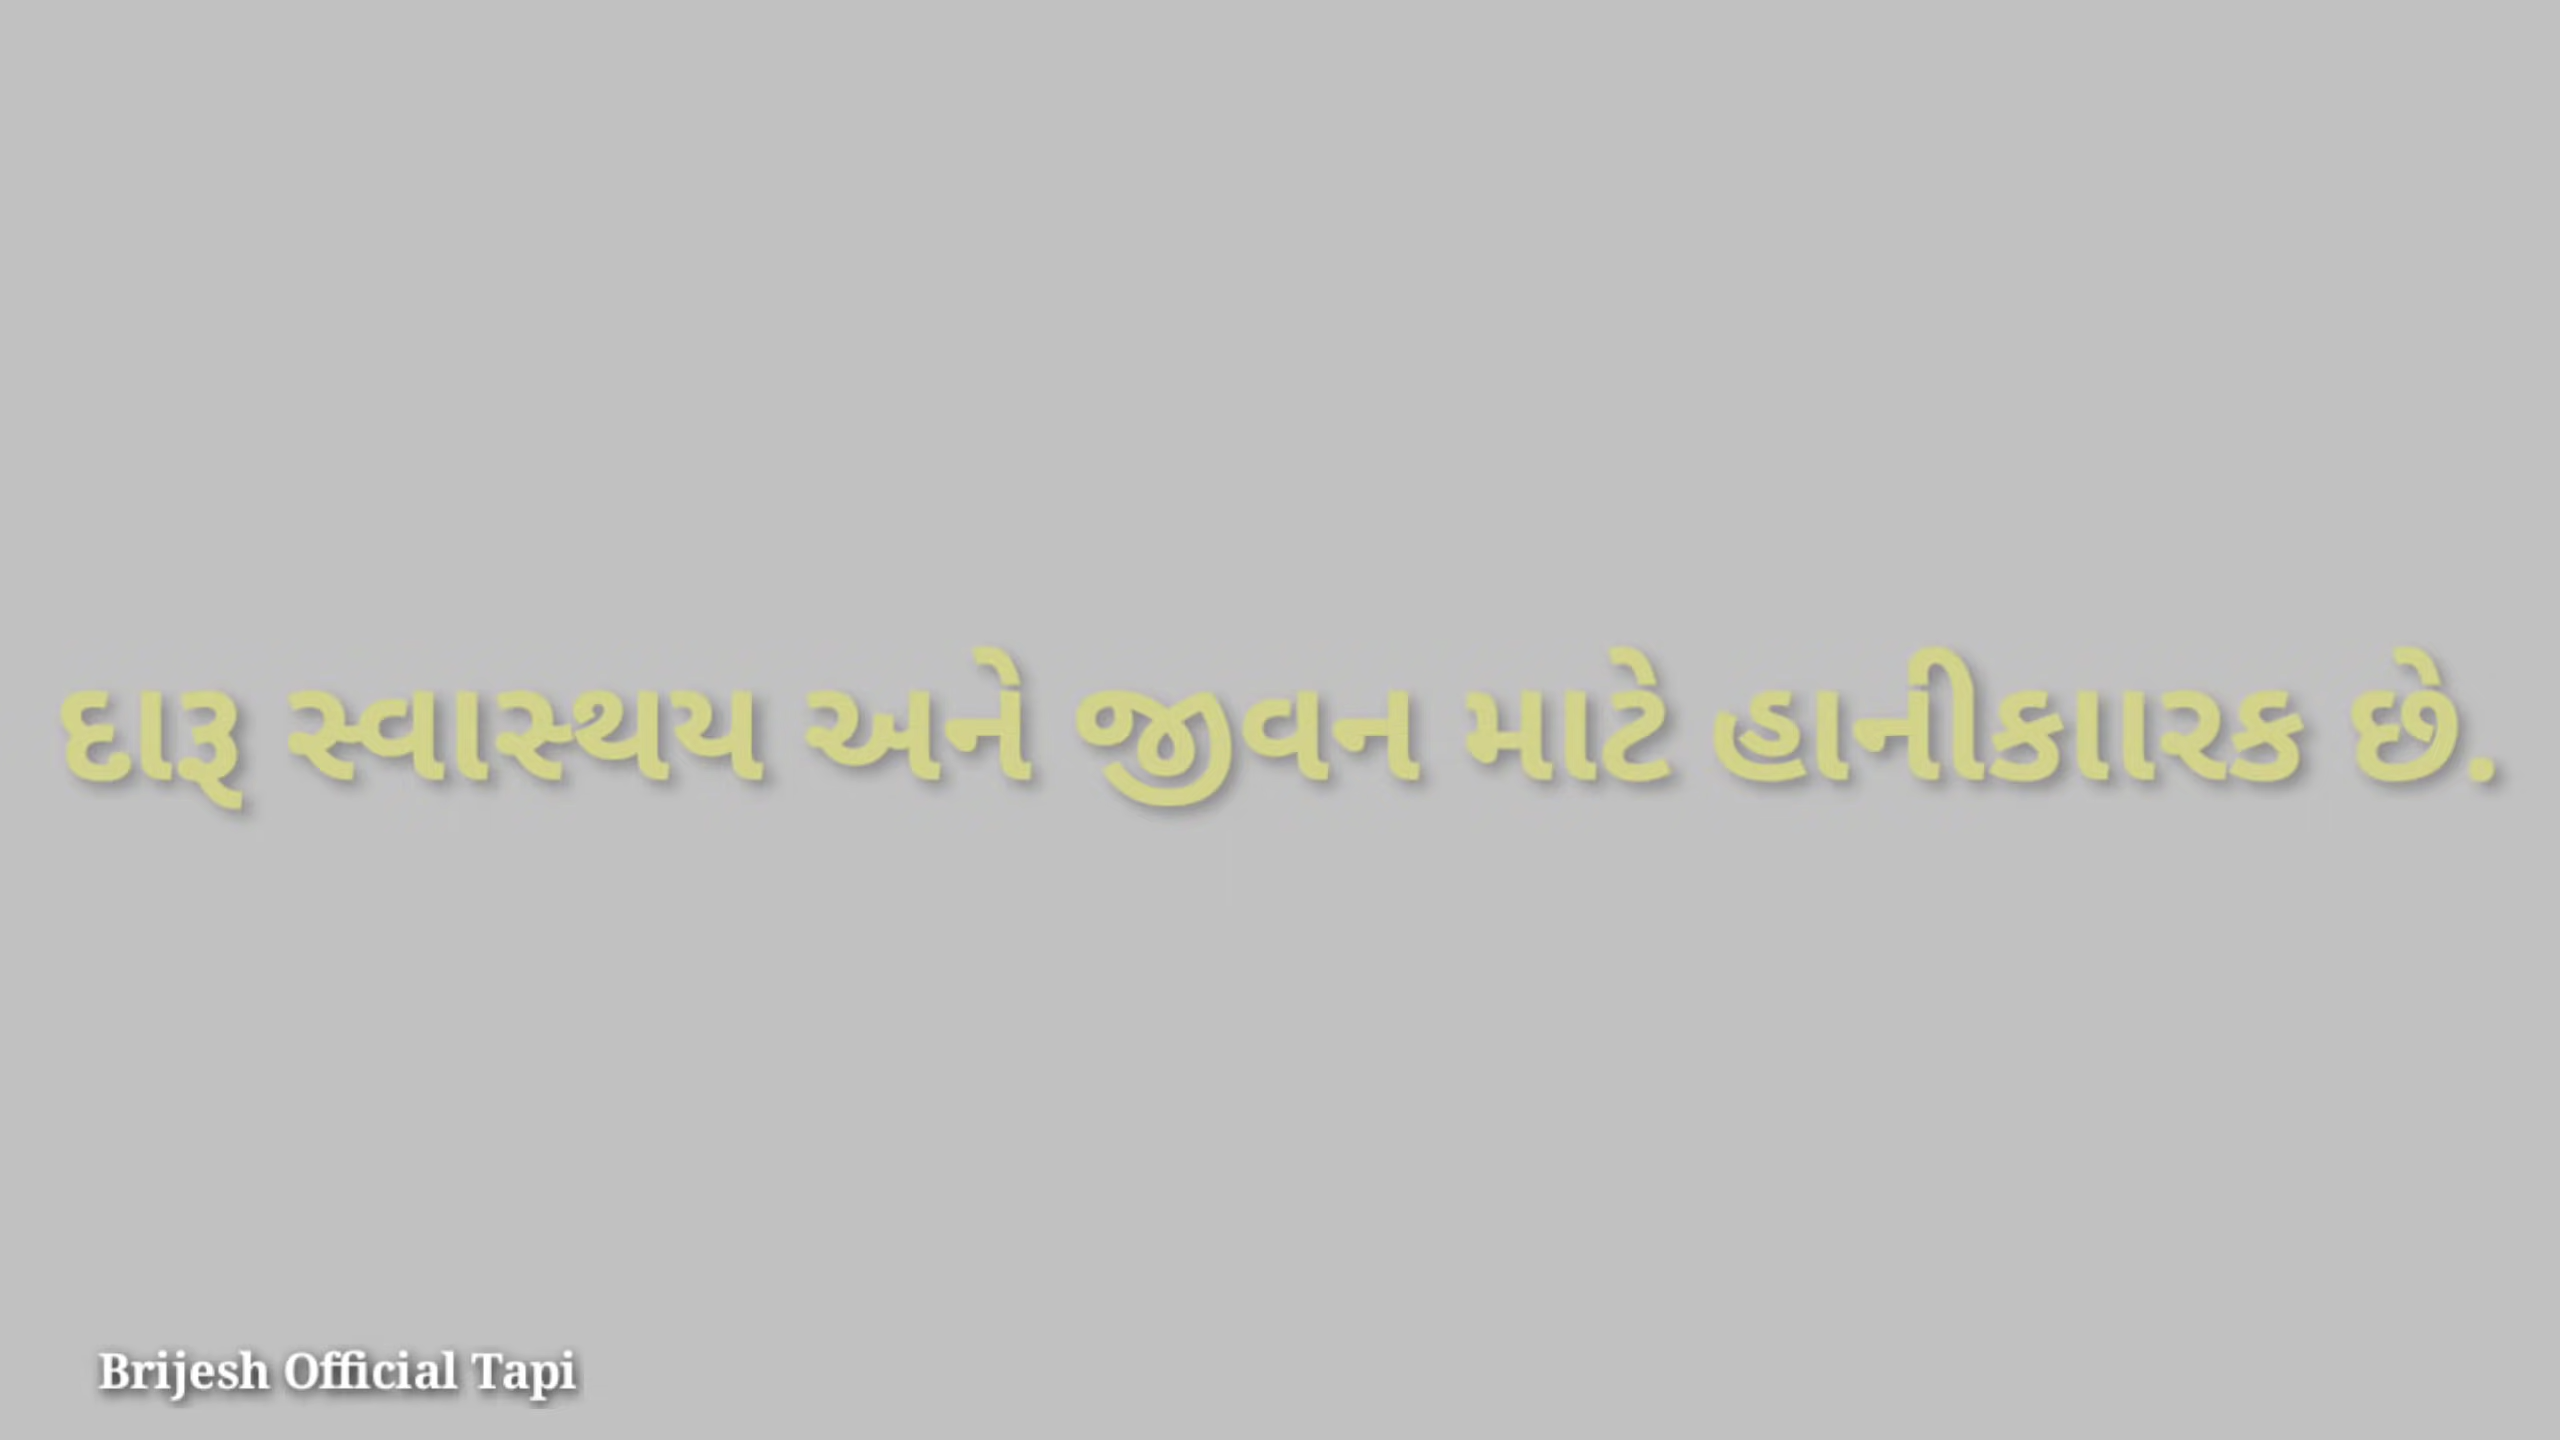 દારૂ સ્વાસ્થય અને જીવન માટે હાનીકાારક છે.
Brijesh Official Tapi